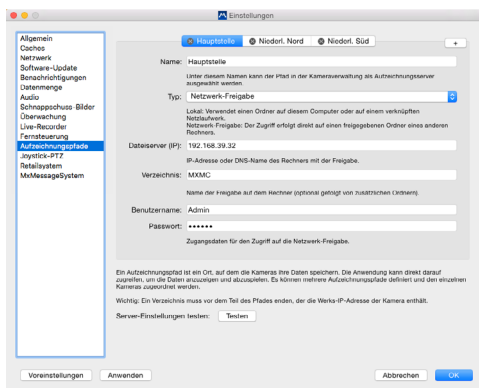 Einstellungen
Allgemein
Caches
Netzwerk
Software-Update
Benachrichtigungen
Datenmenge
Audio
Schnappschuss-Bilder
Überwachung
Live-Recorder
Fernsteuerung
Aufzeichnungspfade
Joystick-PTZ
Retailsystem
MxMessageSystem
Hauptstelle
Niederl. Nord
Niederl. Süd
+
Name: Hauptstelle
Unter diesem Namen kann der Pfad in der Kameraverwaltung als Aufzeichnungsserver
ausgewählt werden.
Typ: Netzwerk-Freigabe
Lokal: Verwendet einen Ordner auf diesem Computer oder auf einem verknüpften
Netzlaufwerk.
Netzwerk-Freigabe: Der Zugriff erfolgt direkt auf einen freigegebenen Ordner eines anderen
Rechners.
Dateiserver (IP): 192.168.39.32
IP-Adresse oder DNS-Name des Rechners mit der Freigabe.
Verzeichnis: MXMC
Name der Freigabe auf dem Rechner (optional gefolgt von zusätzlichen Ordnern).
Benutzername: Admin
Passwort: ••••••
Zugangsdaten für den Zugriff auf die Netzwerk-Freigabe.
Ein Aufzeichnungspfad ist ein Ort, auf dem die Kameras ihre Daten speichern. Die Anwendung kann direkt darauf
zugreifen, um die Daten anzuzeigen und abzuspielen. Es können mehrere Aufzeichnungspfade definiert und den einzelnen
Kameras zugeordnet werden.
Wichtig: Ein Verzeichnis muss vor dem Teil des Pfades enden, der die Werks-IP-Adresse der Kamera enthält.
Server-Einstellungen testen: Testen
Voreinstellungen
Anwenden
Abbrechen
OK